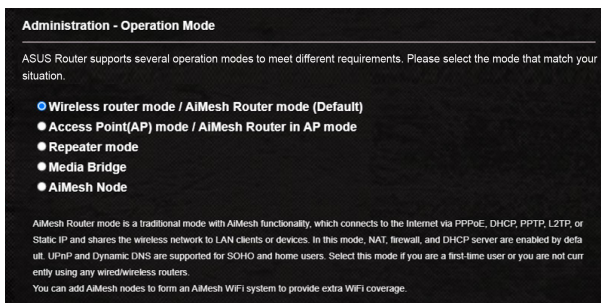 Administration - Operation Mode
ASUS Router supports several operation modes to meet different requirements. Please select the mode that match your
situation.
Wireless router mode / AiMesh Router mode (Default)
Access Point(AP) mode / AiMesh Router in AP mode
Repeater mode
Media Bridge
AiMesh Node
AiMesh Router mode is a traditional mode with AiMesh functionality, which connects to the Internet via PPPoE, DHCP, PPTP, L2TP, or
Static IP and shares the wireless network to LAN clients or devices. In this mode, NAT, firewall, and DHCP server are enabled by defa
ult. UPnP and Dynamic DNS are supported for SOHO and home users. Select this mode if you are a first-time user or you are not curr
ently using any wired/wireless routers.
You can add AiMesh nodes to form an AiMesh WiFi system to provide extra WiFi coverage.